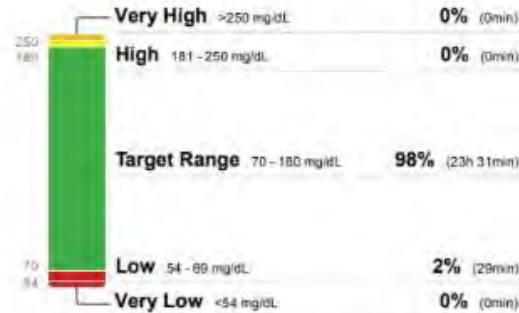 Very High >250 mg/dL 0% (0min)
250
180
High 181 - 250 mg/dL 0% (0min)
Target Range 70 - 180 mg/dL 98% (23h 31min)
70
54
Low 54 - 69 mg/dL 2% (29min)
Very Low <54 mg/dL 0% (0min)